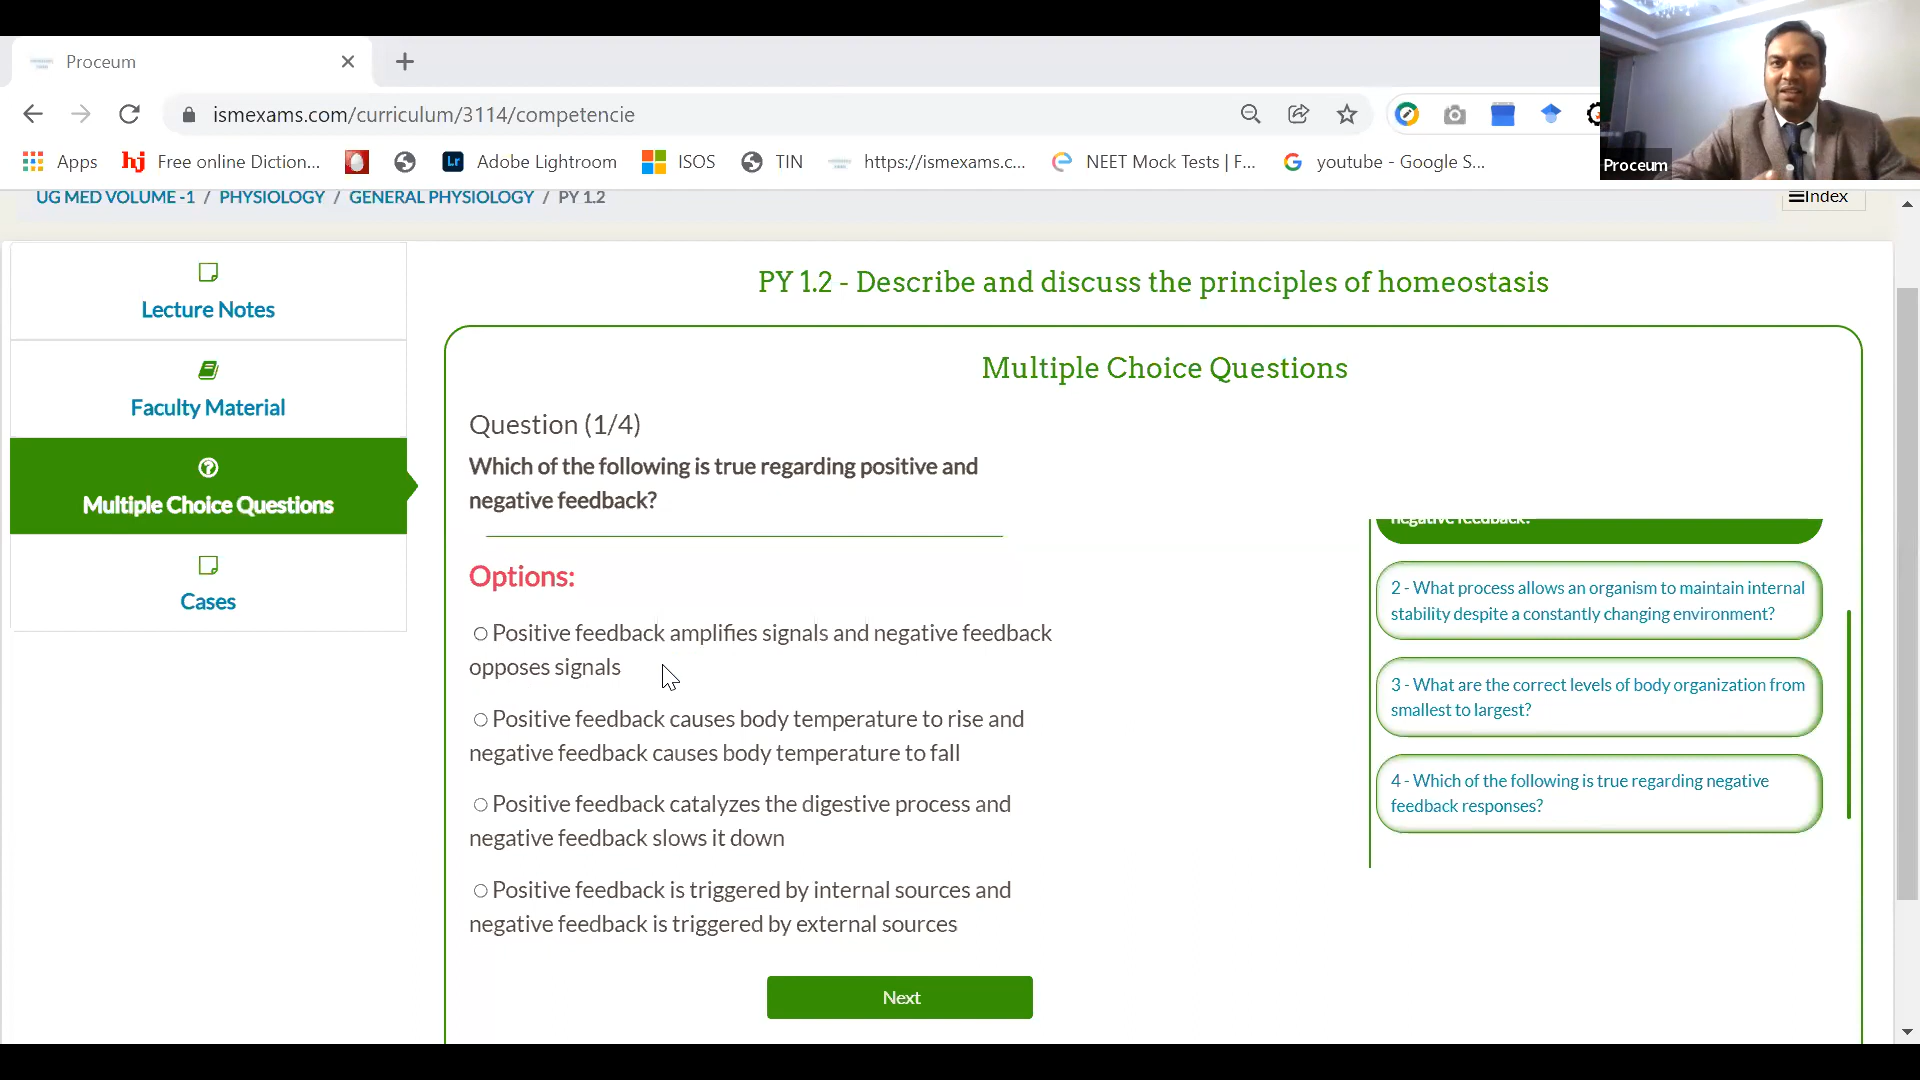 Proceum
ismexams.com/curriculum/3114/competencie
Apps
hj Free online Diction...
Lr Adobe Lightroom
ISOS
TIN
https://ismexams.c...
NEET Mock Tests | F...
G youtube - Google S...
Proceum
UG MED VOLUME -1 / PHYSIOLOGY / GENERAL PHYSIOLOGY / PY 1.2
Index
Lecture Notes
Faculty Material
Multiple Choice Questions
Cases
PY 1.2 - Describe and discuss the principles of homeostasis
Multiple Choice Questions
Question (1/4)
Which of the following is true regarding positive and
negative feedback?
Options:
Positive feedback amplifies signals and negative feedback
opposes signals
Positive feedback causes body temperature to rise and
negative feedback causes body temperature to fall
Positive feedback catalyzes the digestive process and
negative feedback slows it down
Positive feedback is triggered by internal sources and
negative feedback is triggered by external sources
Next
negative feedback?
2 - What process allows an organism to maintain internal
stability despite a constantly changing environment?
3 - What are the correct levels of body organization from
smallest to largest?
4 - Which of the following is true regarding negative
feedback responses?